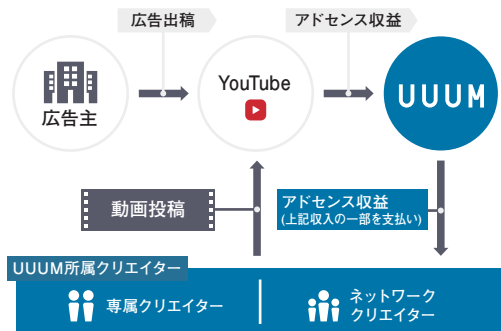 広告出稿
アドセンス収益
広告主
YouTube
UUUM
動画投稿
アドセンス収益
(上記収入の一部を支払い)
UUUM所属クリエイター
専属クリエイター
ネットワーク
クリエイター